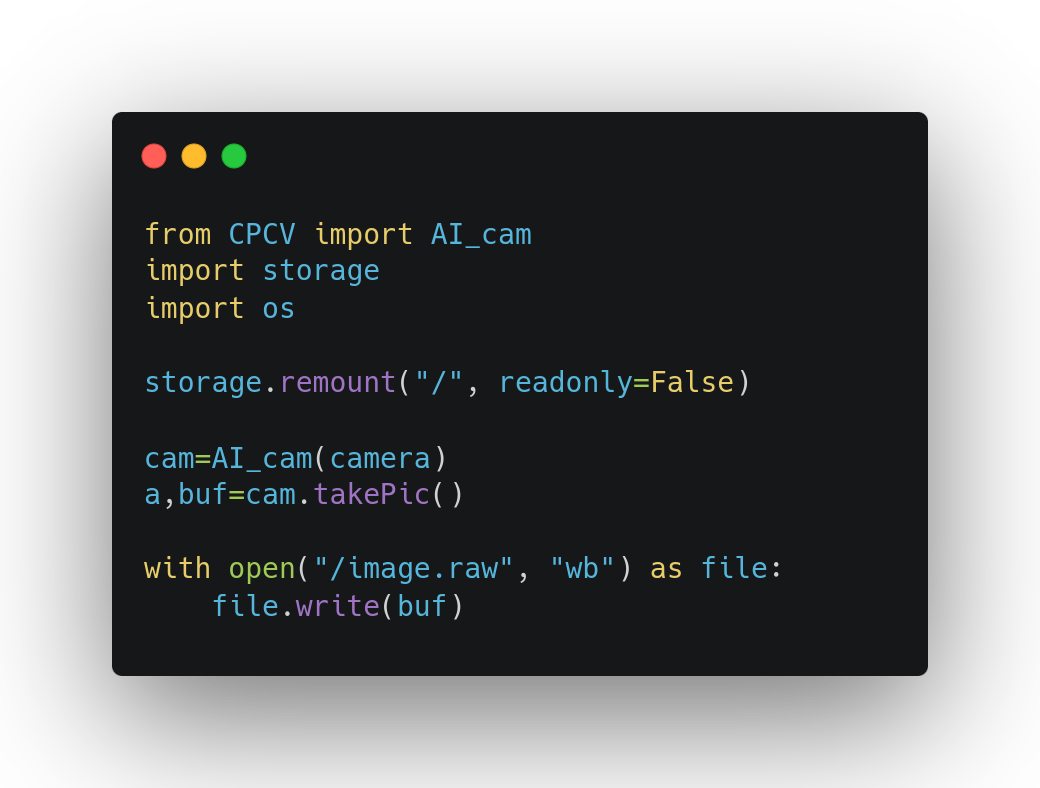 from CPCV import AI_cam
import storage
import os

storage.remount("/", readonly=False)

cam=AI_cam(camera)
a,buf=cam.takePic()

with open("/image.raw", "wb") as file:
    file.write(buf)